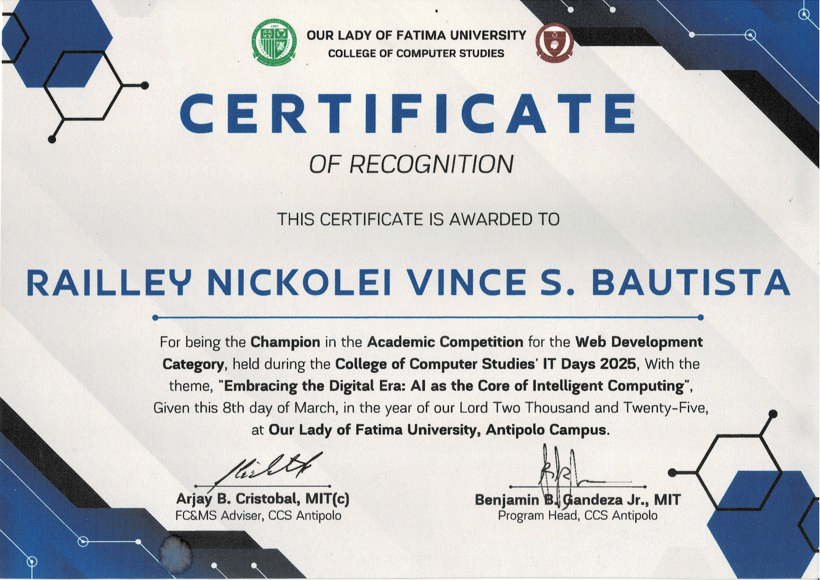 OUR LADY OF FATIMA UNIVERSITY
COLLEGE OF COMPUTER STUDIES
CERTIFICATE
OF RECOGNITION
THIS CERTIFICATE IS AWARDED TO
RAILLEY NICKOLEI VINCE S. BAUTISTA
For being the Champion in the Academic Competition for the Web Development
Category, held during the College of Computer Studies' IT Days 2025, With the
theme, "Embracing the Digital Era: AI as the Core of Intelligent Computing",
Given this 8th day of March, in the year of our Lord Two Thousand and Twenty-Five,
at Our Lady of Fatima University, Antipolo Campus.
Arjay B. Cristobal, MIT(c)
FC&MS Adviser, CCS Antipolo
Benjamin B. Gandeza Jr., MIT
Program Head, CCS Antipolo